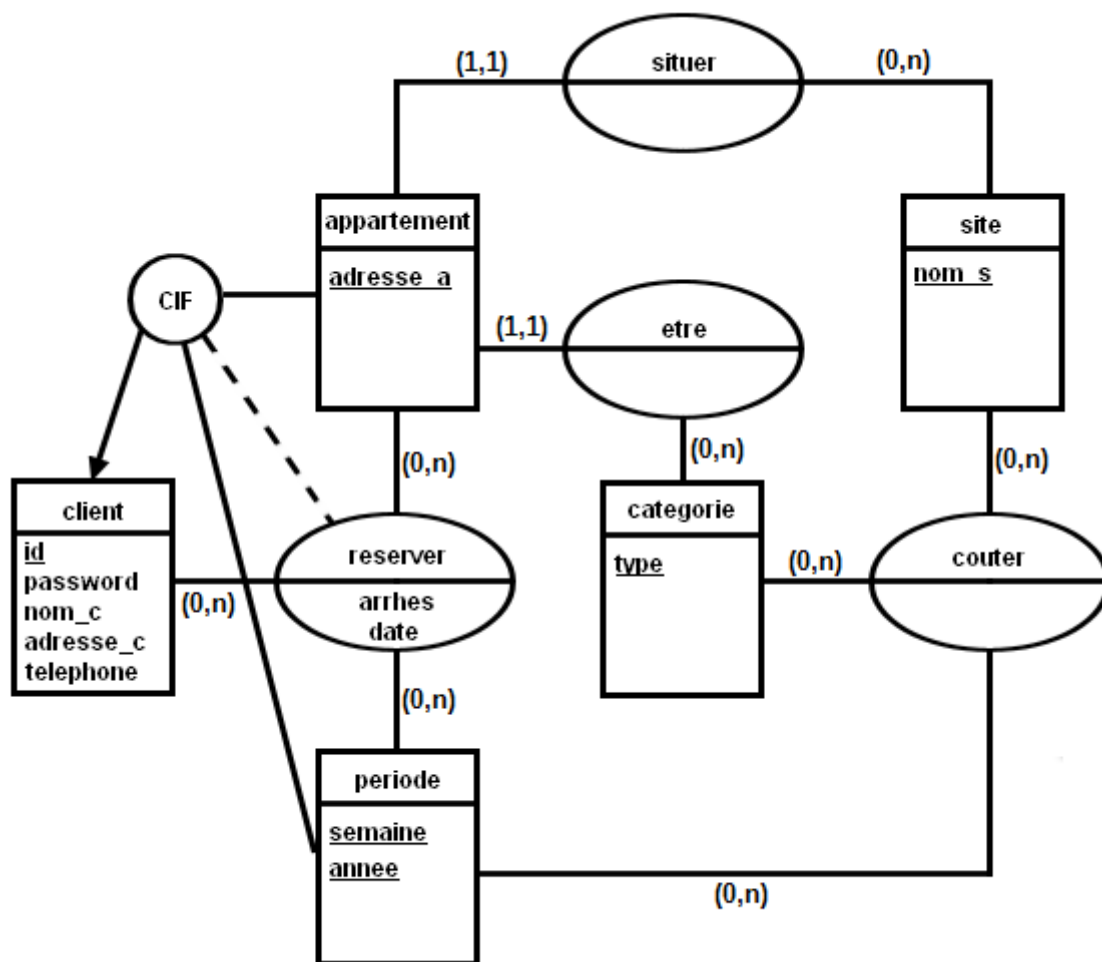 (1,1)
situer
(0,n)
appartement
adresse_a
site
nom_s
CIF
(1,1)
etre
(0,n)
(0,n)
(0,n)
client
id
password
nom_c
adresse_c
telephone
(0,n)
reserver
arrhes
date
categorie
type
(0,n)
couter
(0,n)
periode
semaine
annee
(0,n)